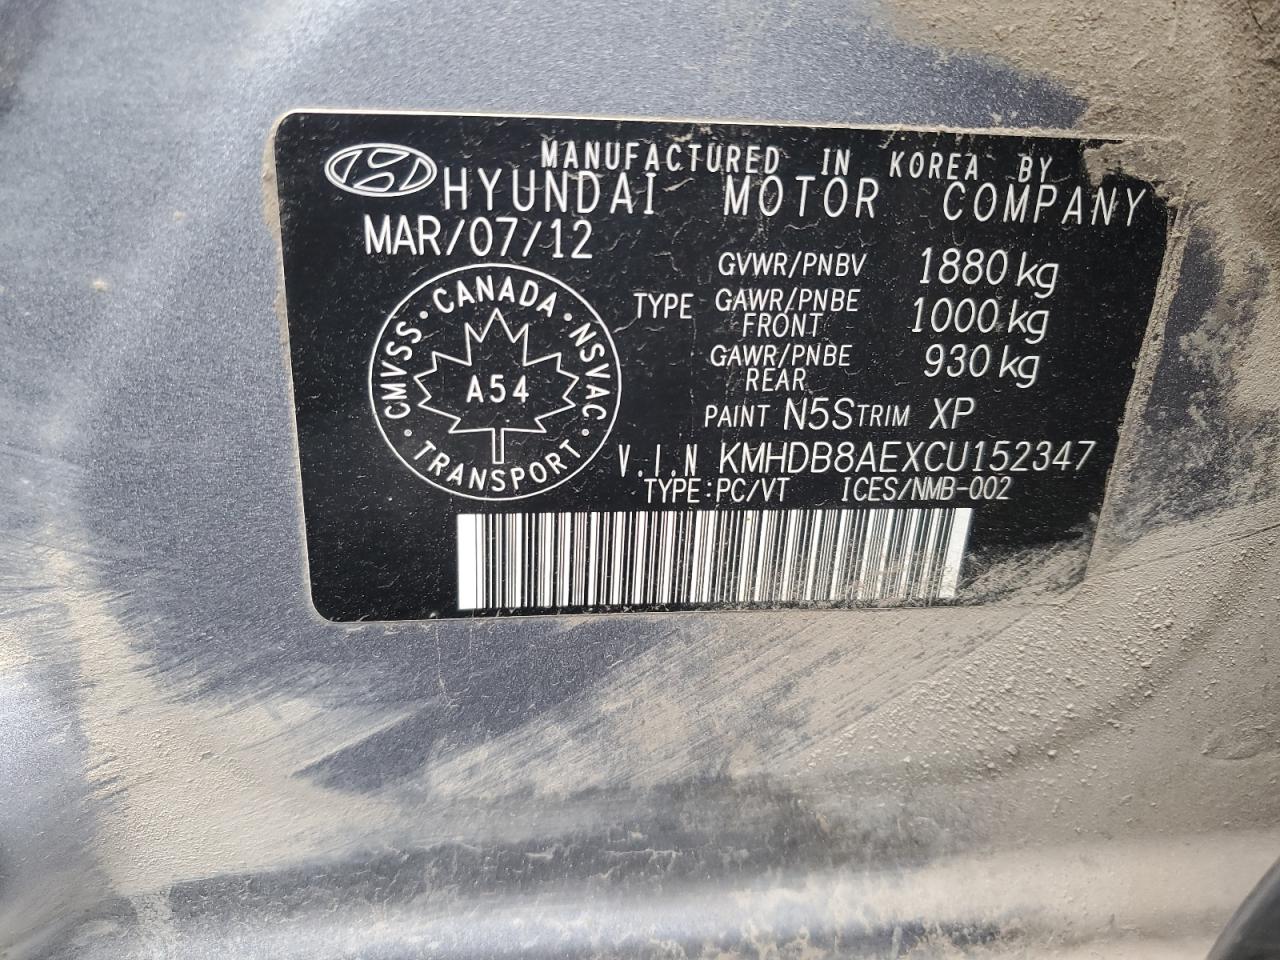 MANUFACTURED IN KOREA BY
HYUNDAI MOTOR COMPANY
MAR/07/12
GVWR/PNBV 1880 kg
TYPE GAWR/PNBE FRONT 1000 kg
GAWR/PNBE REAR 930 kg
PAINT N5S TRIM XP
V.I.N KMHDB8AEXCU152347
TYPE:PC/VT ICES/NMB-002
CMVSS · CANADA · NSVAC · TRANSPORT ·
A54